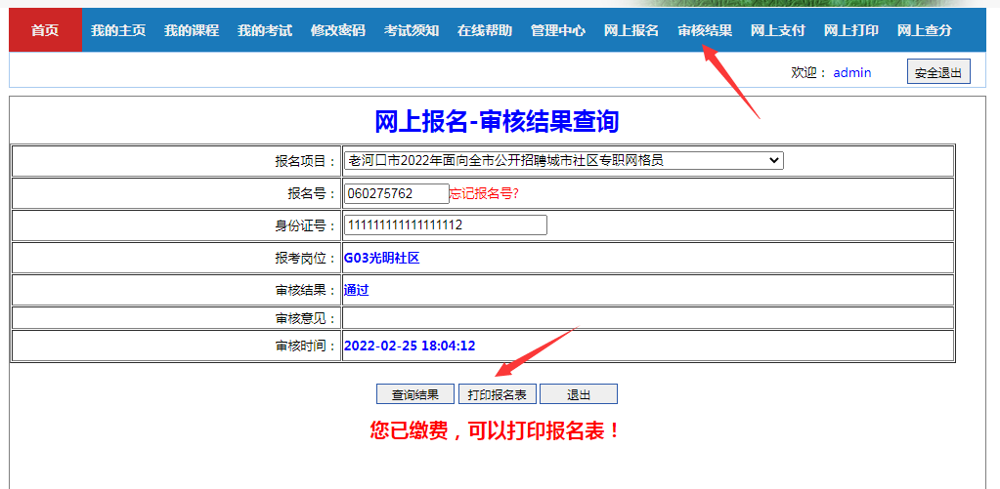 首页 我的主页 我的课程 我的考试 修改密码 考试须知 在线帮助 管理中心 网上报名 审核结果 网上支付 网上打印 网上查分
欢迎： admin 安全退出
网上报名-审核结果查询
报名项目： 老河口市2022年面向全市公开招聘城市社区专职网格员
报名号： 060275762 忘记报名号?
身份证号： 111111111111111112
报考岗位： G03光明社区
审核结果： 通过
审核意见：
审核时间： 2022-02-25 18:04:12
查询结果 打印报名表 退出
您已缴费，可以打印报名表！